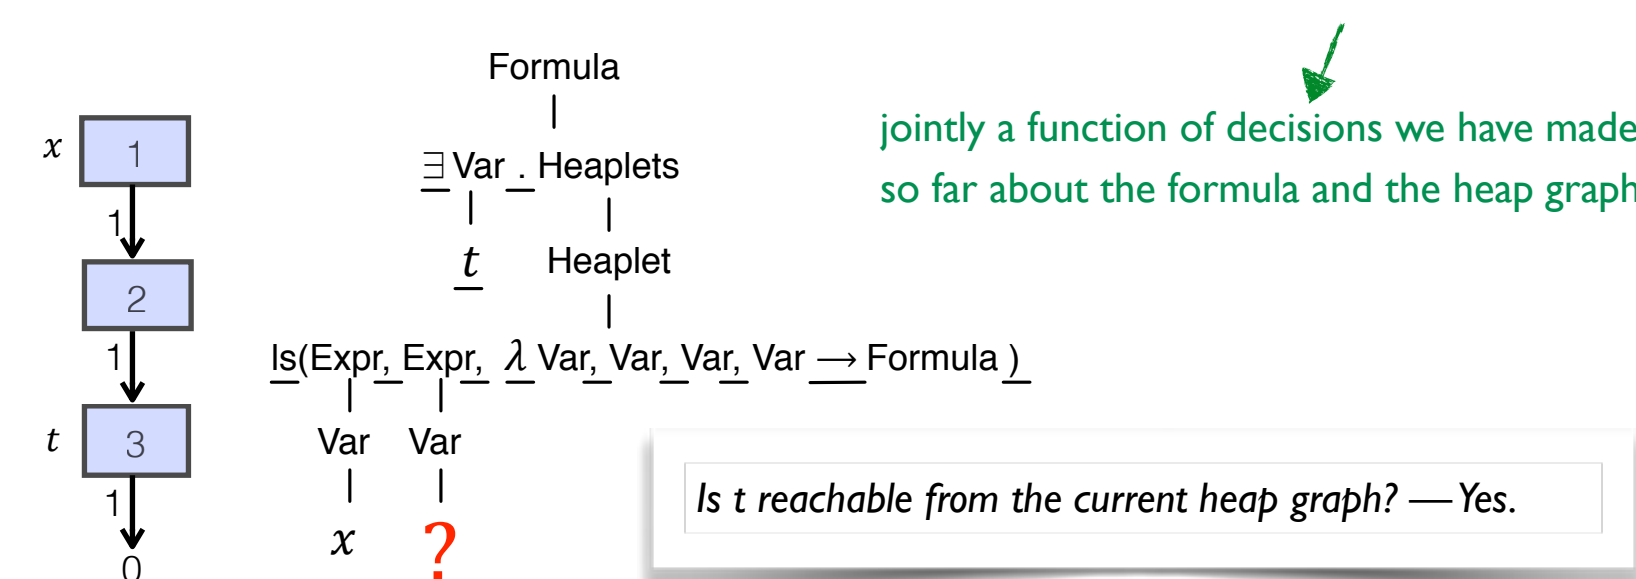 Formula
jointly a function of decisions we have made
so far about the formula and the heap graph
x 1
∃ Var . Heaplets
1
t Heaplet
2
1
ls(Expr, Expr, λ Var, Var, Var, Var → Formula )
t 3
Var Var
1
x ?
Is t reachable from the current heap graph? — Yes.
0